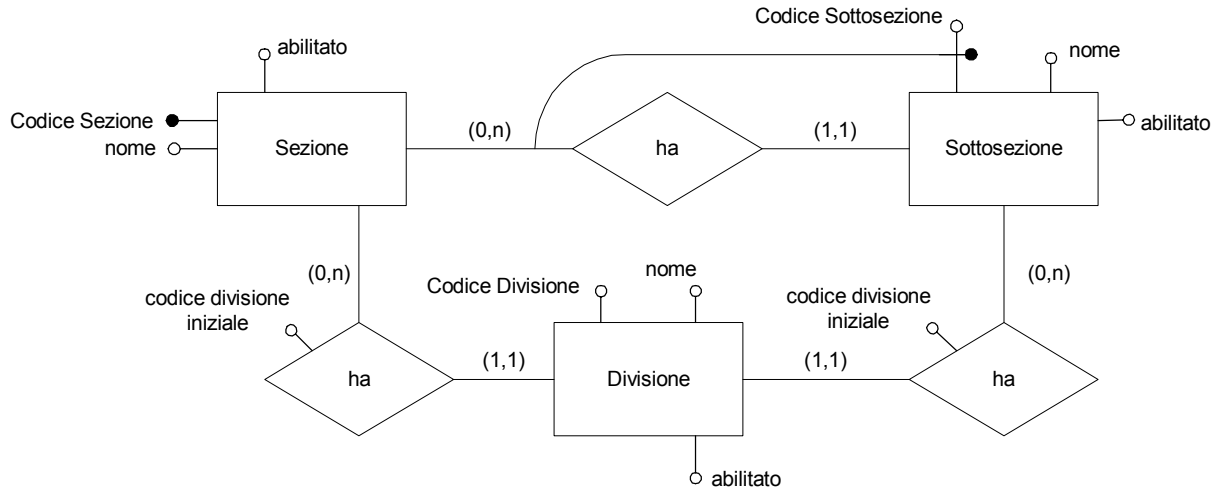 Codice Sottosezione
abilitato
nome
Codice Sezione
nome
Sezione
(0,n)
ha
(1,1)
Sottosezione
abilitato
(0,n)
(0,n)
codice divisione
iniziale
Codice Divisione
nome
codice divisione
iniziale
ha
(1,1)
Divisione
(1,1)
ha
abilitato